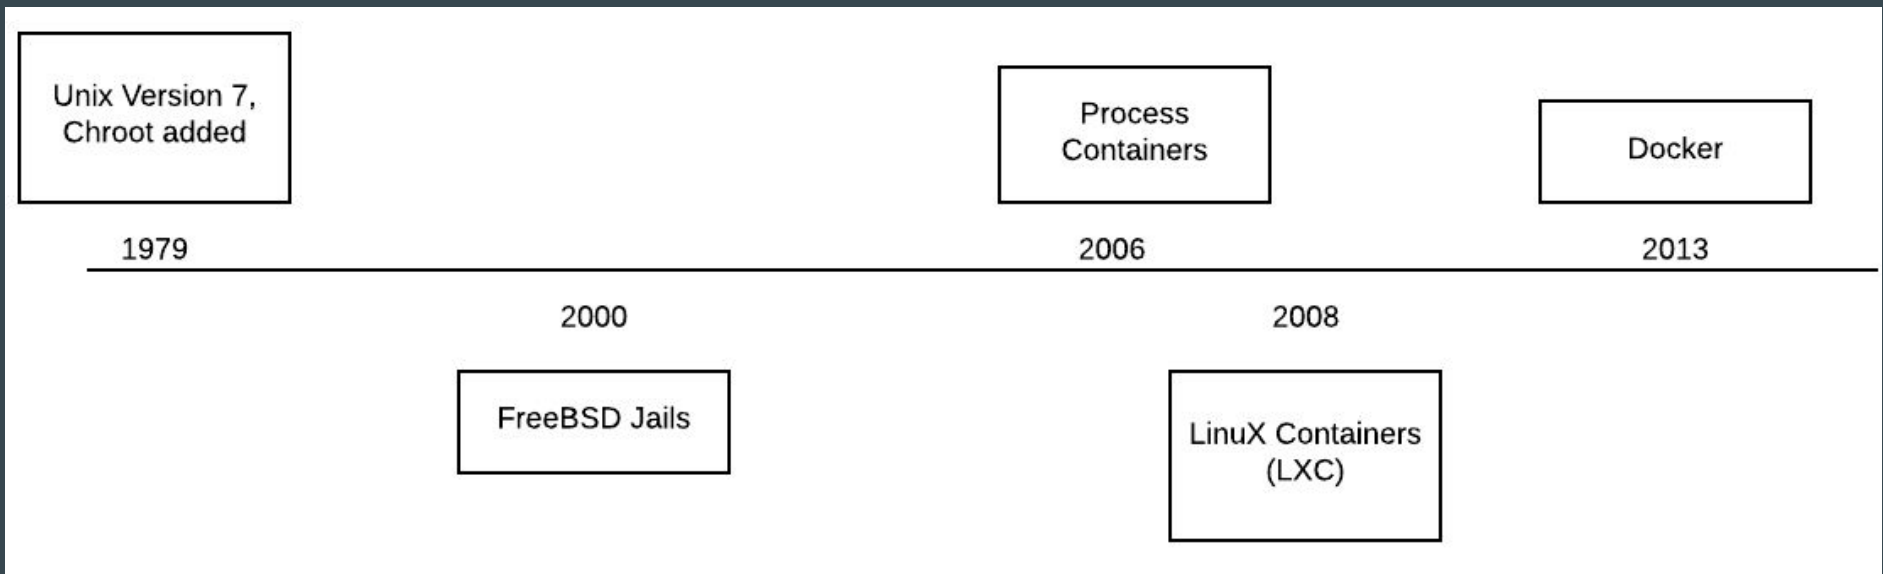 Unix Version 7,
Chroot added
1979
2000
FreeBSD Jails
Process
Containers
2006
2008
LinuX Containers
(LXC)
Docker
2013